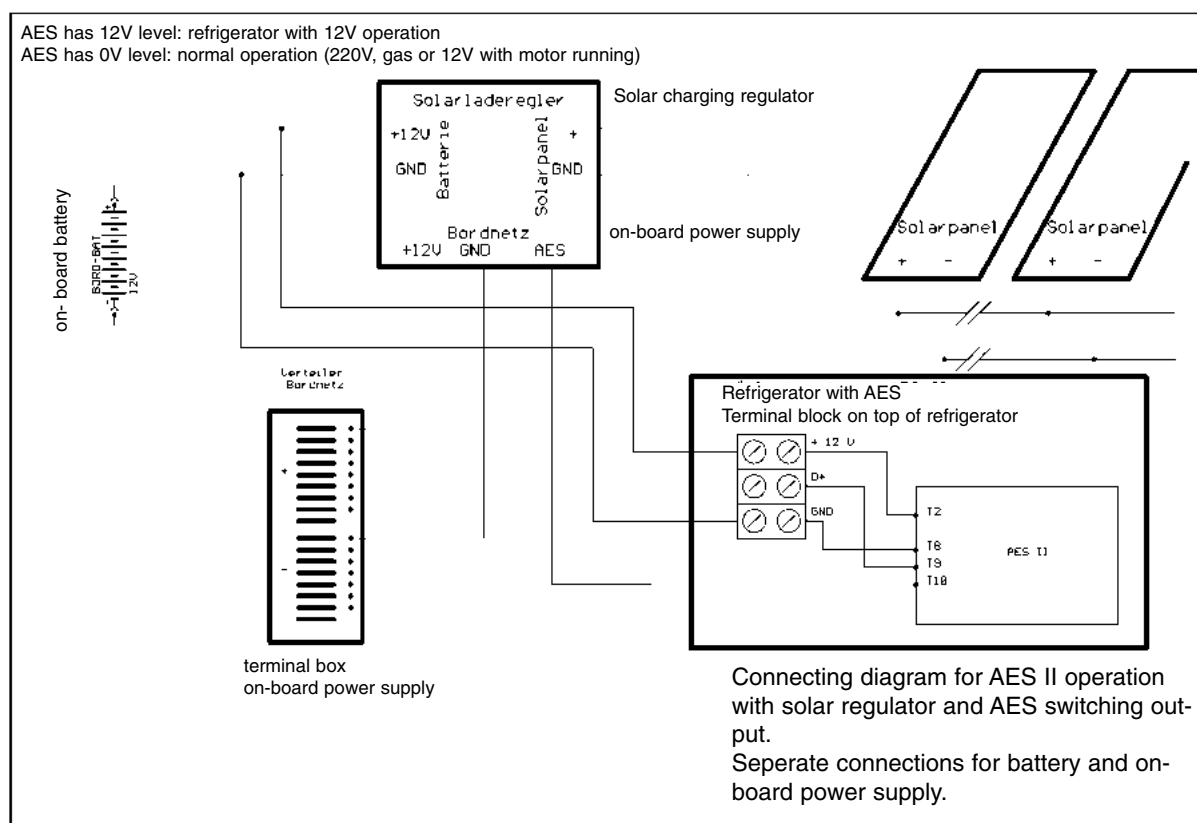 AES has 12V level: refrigerator with 12V operation
AES has 0V level: normal operation (220V, gas or 12V with motor running)
Solarladeregler
Solar charging regulator
+12V
Batterie
Solarpanel
+
GND
GND
Bordnetz
+12V GND AES
on-board power supply
on- board battery
BORD-BAT
12V
+
-
Solarpanel
+ -
Solarpanel
+ -
Verteiler
Bordnetz
+
-
terminal box
on-board power supply
Refrigerator with AES
Terminal block on top of refrigerator
+ 12 V
D+
GND
T2
T8
T9
T10
AES II
Connecting diagram for AES II operation
with solar regulator and AES switching out-
put.
Seperate connections for battery and on-
board power supply.